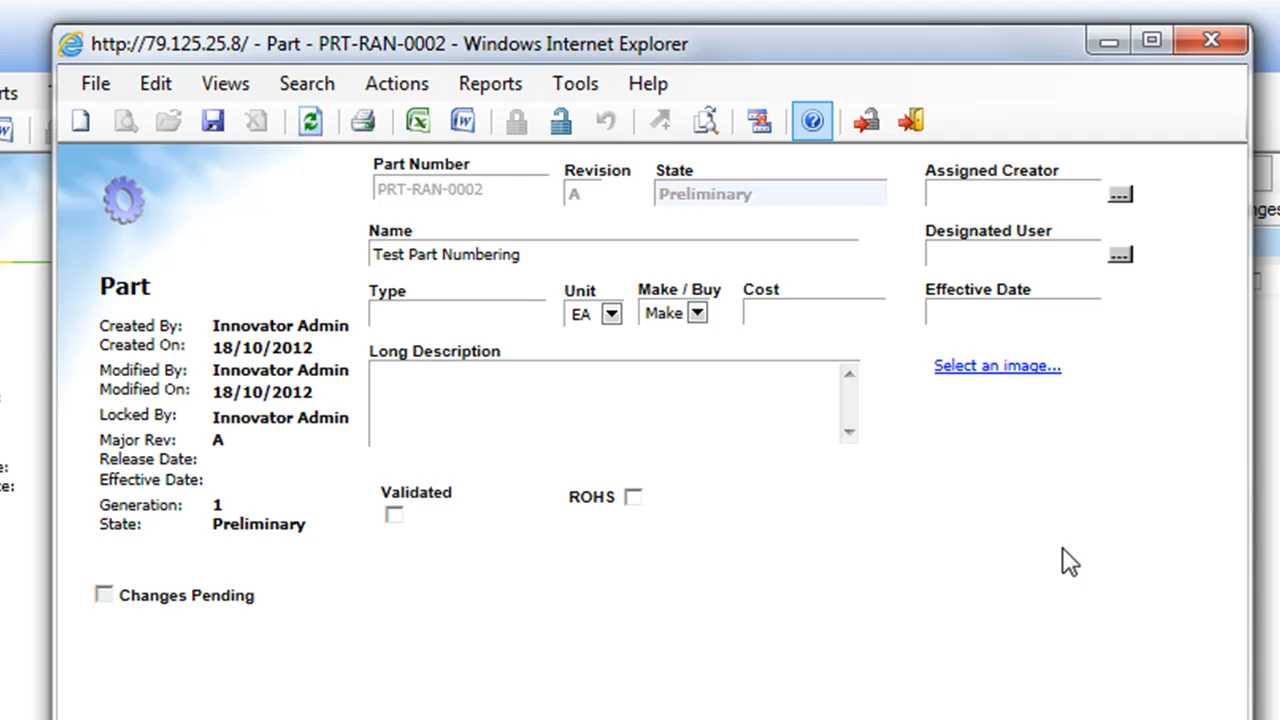 http://79.125.25.8/ - Part - PRT-RAN-0002 - Windows Internet Explorer
File Edit Views Search Actions Reports Tools Help
Part Number Revision State Assigned Creator
PRT-RAN-0002 A Preliminary ...
Name Designated User
Test Part Numbering ...
Part
Type Unit Make / Buy Cost Effective Date
EA Make
Created By: Innovator Admin
Created On: 18/10/2012
Modified By: Innovator Admin
Modified On: 18/10/2012
Locked By: Innovator Admin
Major Rev: A
Release Date:
Effective Date:
Generation: 1
State: Preliminary
Long Description
Select an image...
Validated ROHS
Changes Pending